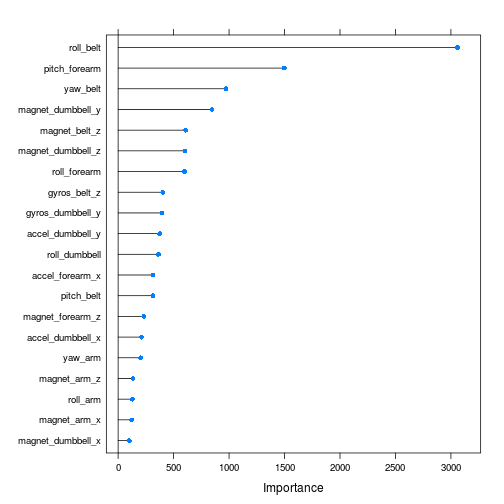 roll_belt
pitch_forearm
yaw_belt
magnet_dumbbell_y
magnet_belt_z
magnet_dumbbell_z
roll_forearm
gyros_belt_z
gyros_dumbbell_y
accel_dumbbell_y
roll_dumbbell
accel_forearm_x
pitch_belt
magnet_forearm_z
accel_dumbbell_x
yaw_arm
magnet_arm_z
roll_arm
magnet_arm_x
magnet_dumbbell_x
0 500 1000 1500 2000 2500 3000
Importance